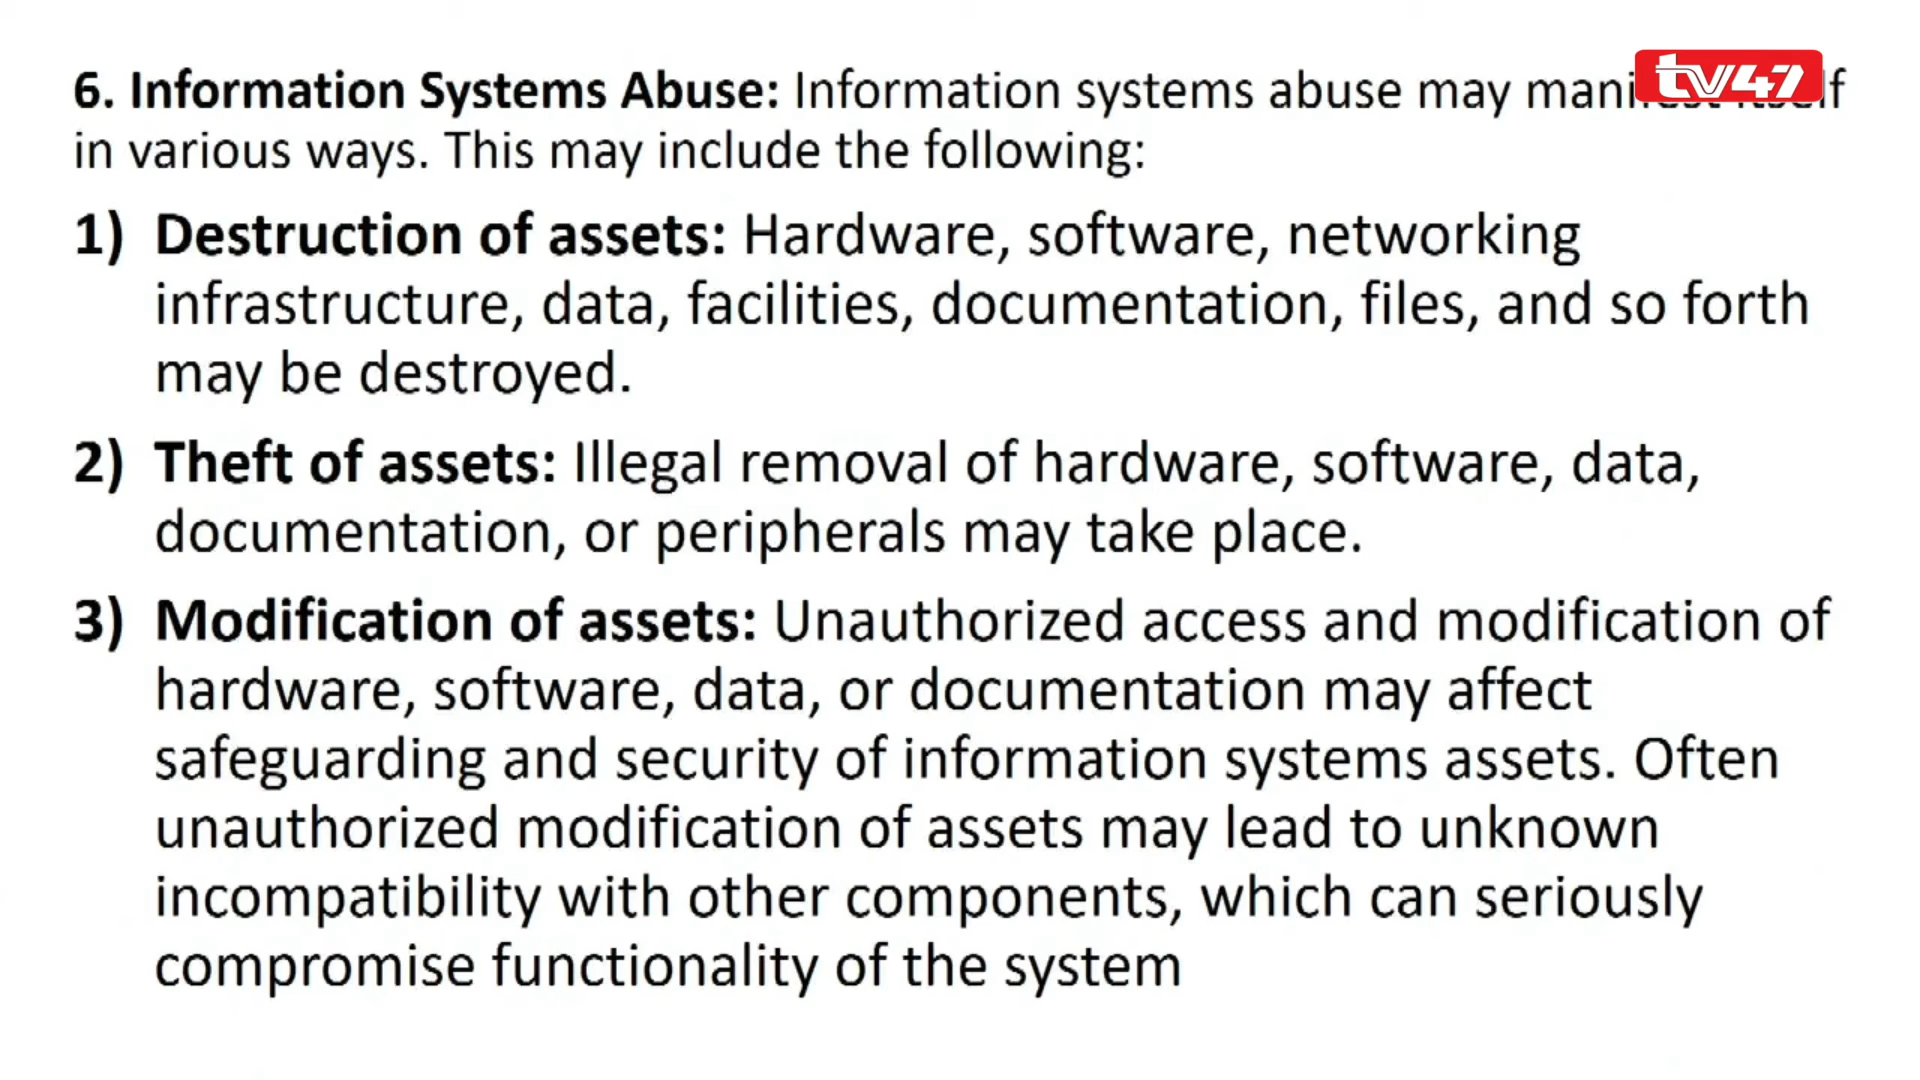 6. Information Systems Abuse: Information systems abuse may manifest itself
in various ways. This may include the following:
1) Destruction of assets: Hardware, software, networking
infrastructure, data, facilities, documentation, files, and so forth
may be destroyed.
2) Theft of assets: Illegal removal of hardware, software, data,
documentation, or peripherals may take place.
3) Modification of assets: Unauthorized access and modification of
hardware, software, data, or documentation may affect
safeguarding and security of information systems assets. Often
unauthorized modification of assets may lead to unknown
incompatibility with other components, which can seriously
compromise functionality of the system
tv47